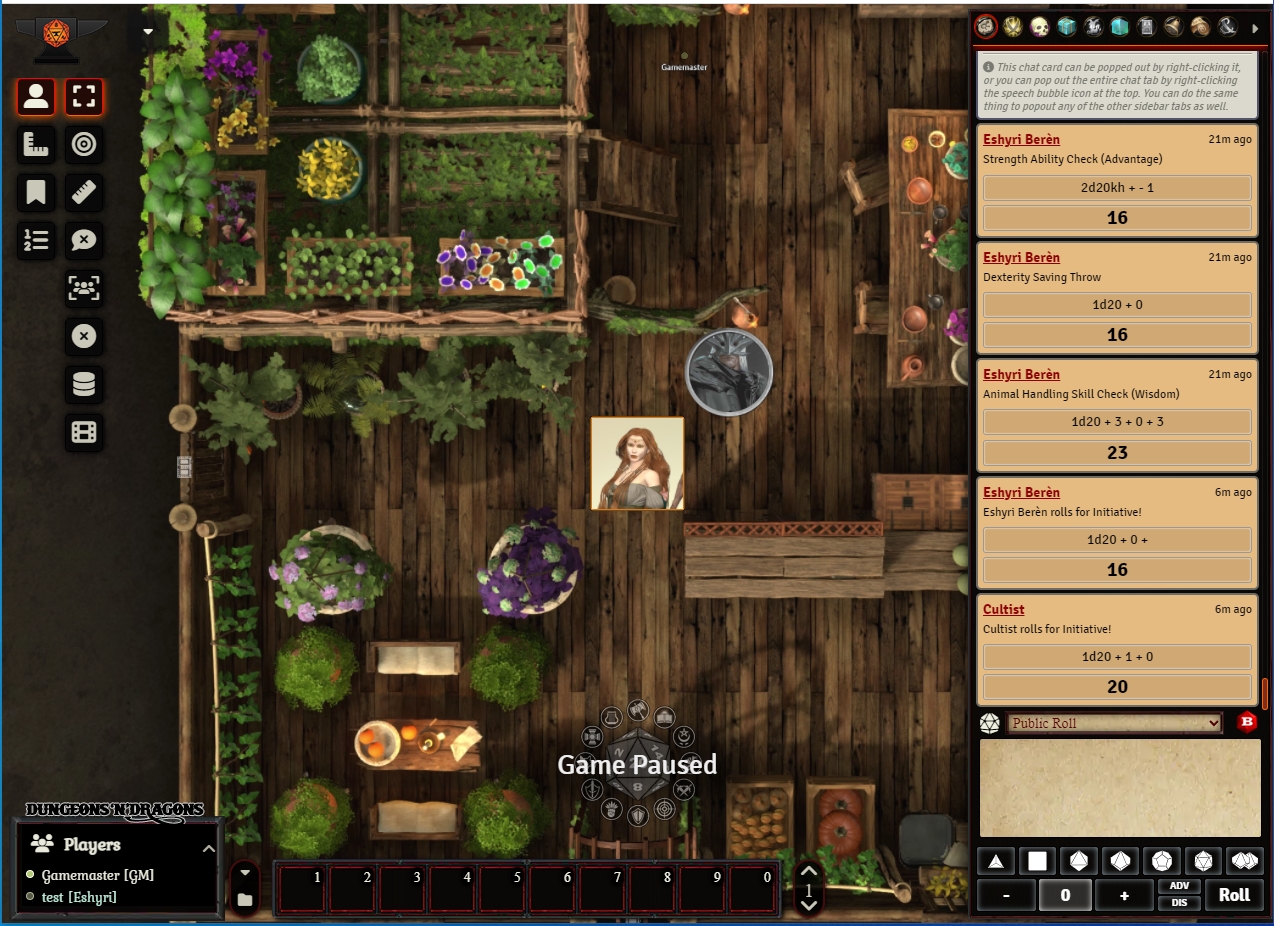 Gamemaster
This chat card can be popped out by right-clicking it,
or you can pop out the entire chat tab by right-clicking
the speech bubble icon at the top. You can do the same
thing to popout any of the other sidebar tabs as well.
Eshyri Berèn 21m ago
Strength Ability Check (Advantage)
2d20kh + - 1
16
Eshyri Berèn 21m ago
Dexterity Saving Throw
1d20 + 0
16
Eshyri Berèn 21m ago
Animal Handling Skill Check (Wisdom)
1d20 + 3 + 0 + 3
23
Eshyri Berèn 6m ago
Eshyri Berèn rolls for Initiative!
1d20 + 0 +
16
Cultist 6m ago
Cultist rolls for Initiative!
1d20 + 1 + 0
20
Public Roll
B
Game Paused
DUNGEONS'N'DRAGONS
Players
Gamemaster [GM]
test [Eshyri]
1 2 3 4 5 6 7 8 9 0
1
- 0 + ADV Roll
DIS